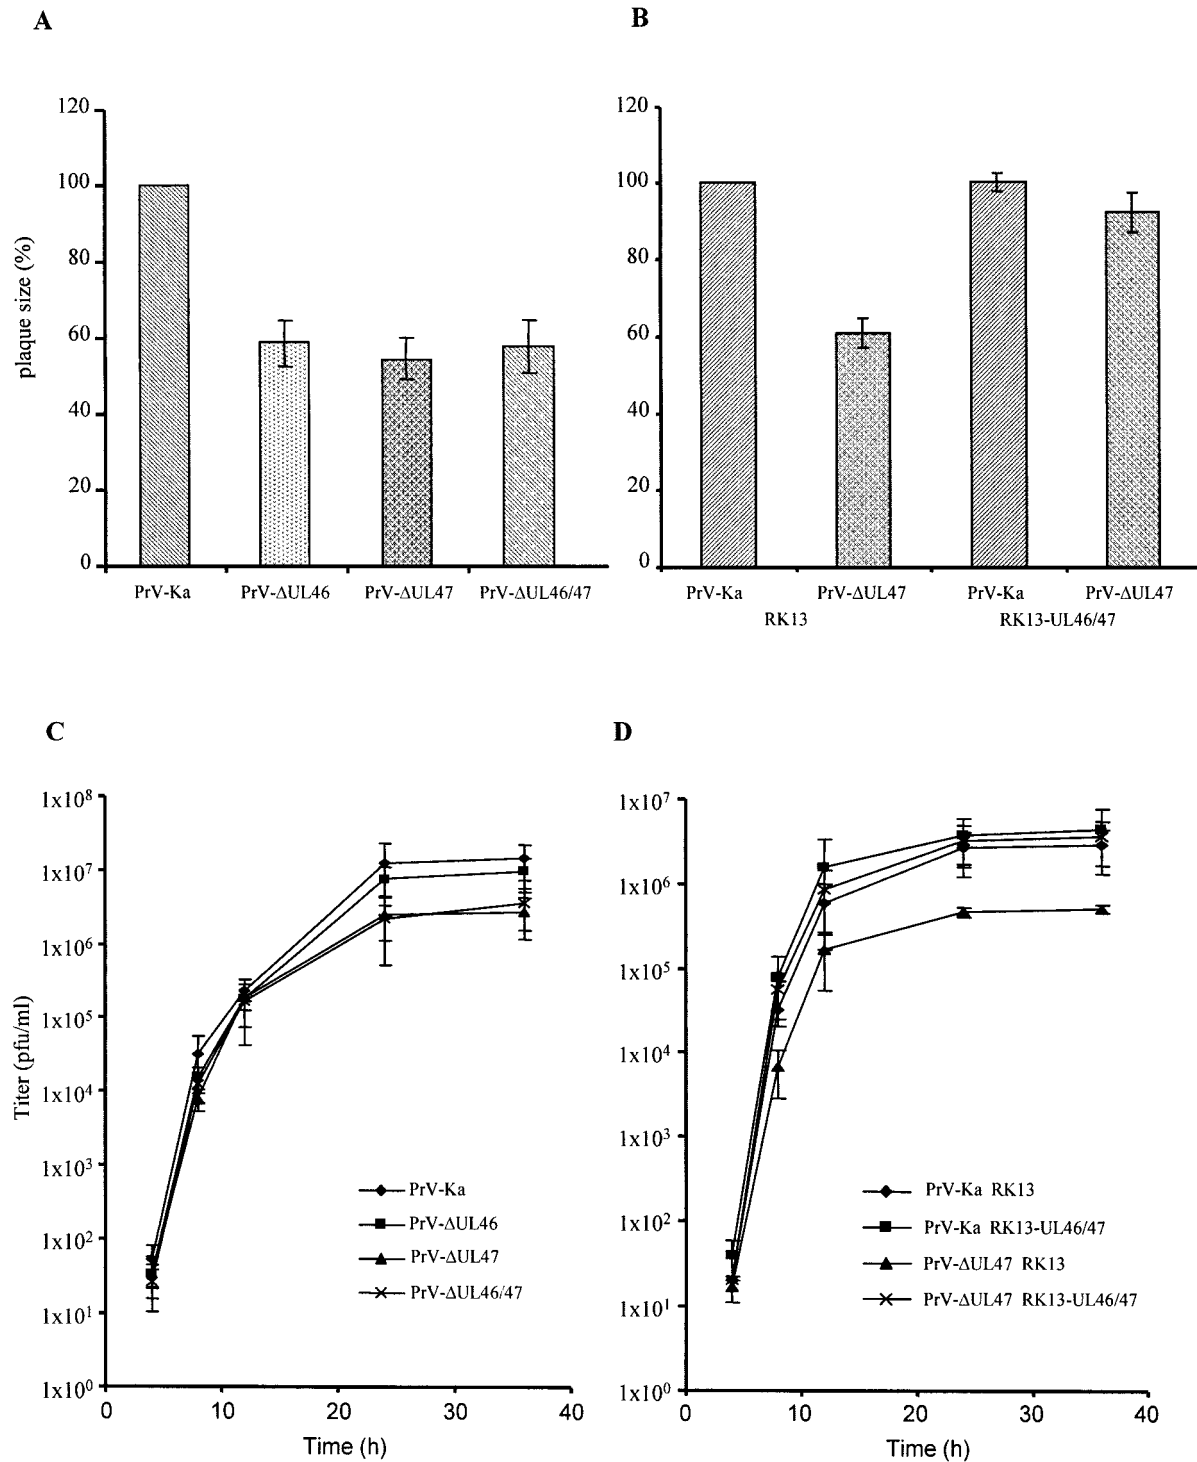 A
B
plaque size (%)
120
100
80
60
40
20
0
PrV-Ka PrV-ΔUL46 PrV-ΔUL47 PrV-ΔUL46/47
120
100
80
60
40
20
0
PrV-Ka PrV-ΔUL47 PrV-Ka PrV-ΔUL47
RK13 RK13-UL46/47
C
D
Titer (pfu/ml)
1x10⁸
1x10⁷
1x10⁶
1x10⁵
1x10⁴
1x10³
1x10²
1x10¹
1x10⁰
PrV-Ka
PrV-ΔUL46
PrV-ΔUL47
PrV-ΔUL46/47
0 10 20 30 40
Time (h)
1x10⁷
1x10⁶
1x10⁵
1x10⁴
1x10³
1x10²
1x10¹
1x10⁰
PrV-Ka RK13
PrV-Ka RK13-UL46/47
PrV-ΔUL47 RK13
PrV-ΔUL47 RK13-UL46/47
0 10 20 30 40
Time (h)